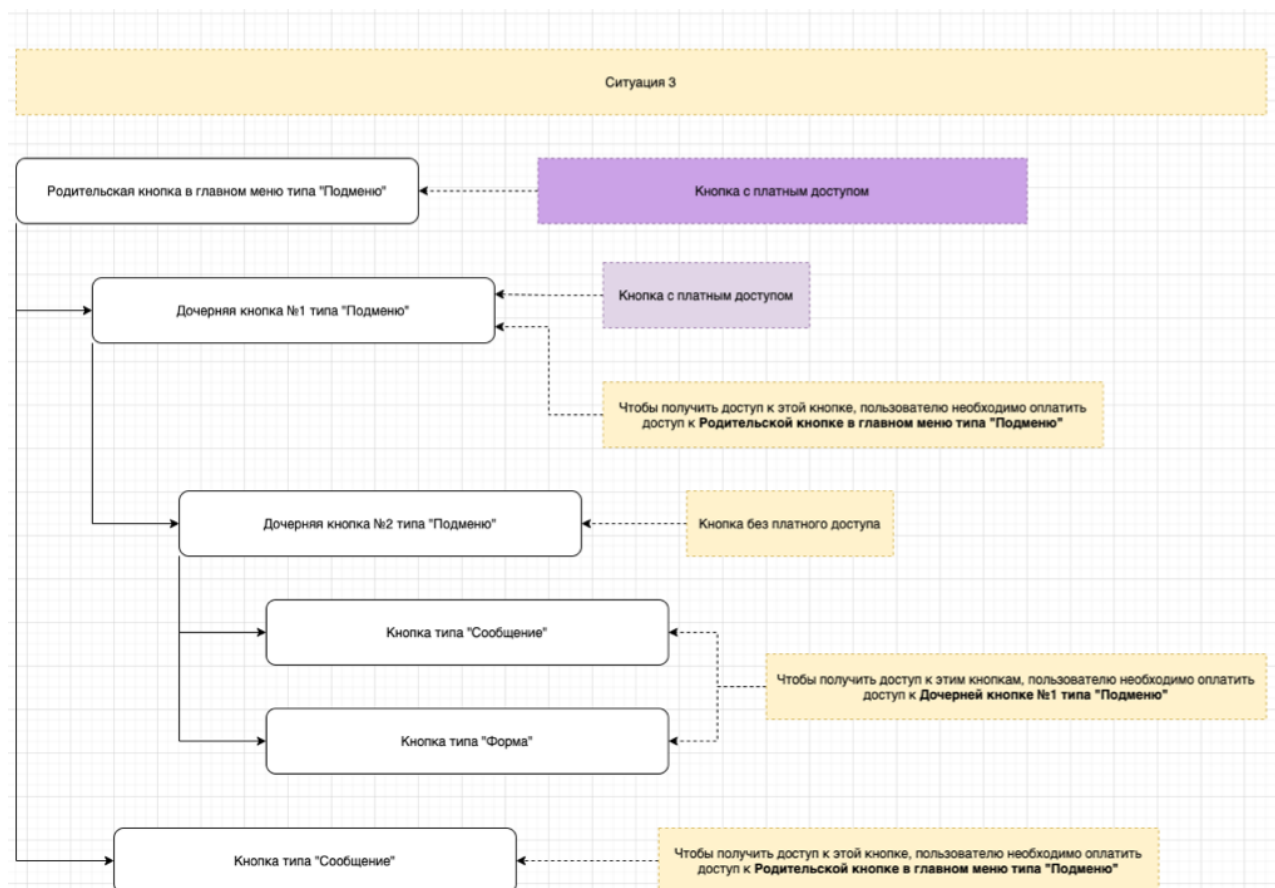 Ситуация 3
Родительская кнопка в главном меню типа "Подменю"
Кнопка с платным доступом
Дочерняя кнопка №1 типа "Подменю"
Кнопка с платным доступом
Чтобы получить доступ к этой кнопке, пользователю необходимо оплатить
доступ к Родительской кнопке в главном меню типа "Подменю"
Дочерняя кнопка №2 типа "Подменю"
Кнопка без платного доступа
Кнопка типа "Сообщение"
Чтобы получить доступ к этим кнопкам, пользователю необходимо оплатить
доступ к Дочерней кнопке №1 типа "Подменю"
Кнопка типа "Форма"
Кнопка типа "Сообщение"
Чтобы получить доступ к этой кнопке, пользователю необходимо оплатить
доступ к Родительской кнопке в главном меню типа "Подменю"